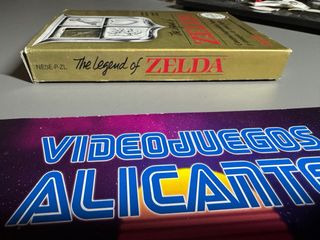 NES-P-ZL The Legend of ZELDA
VIDEOJUEGOS
ALICANTE